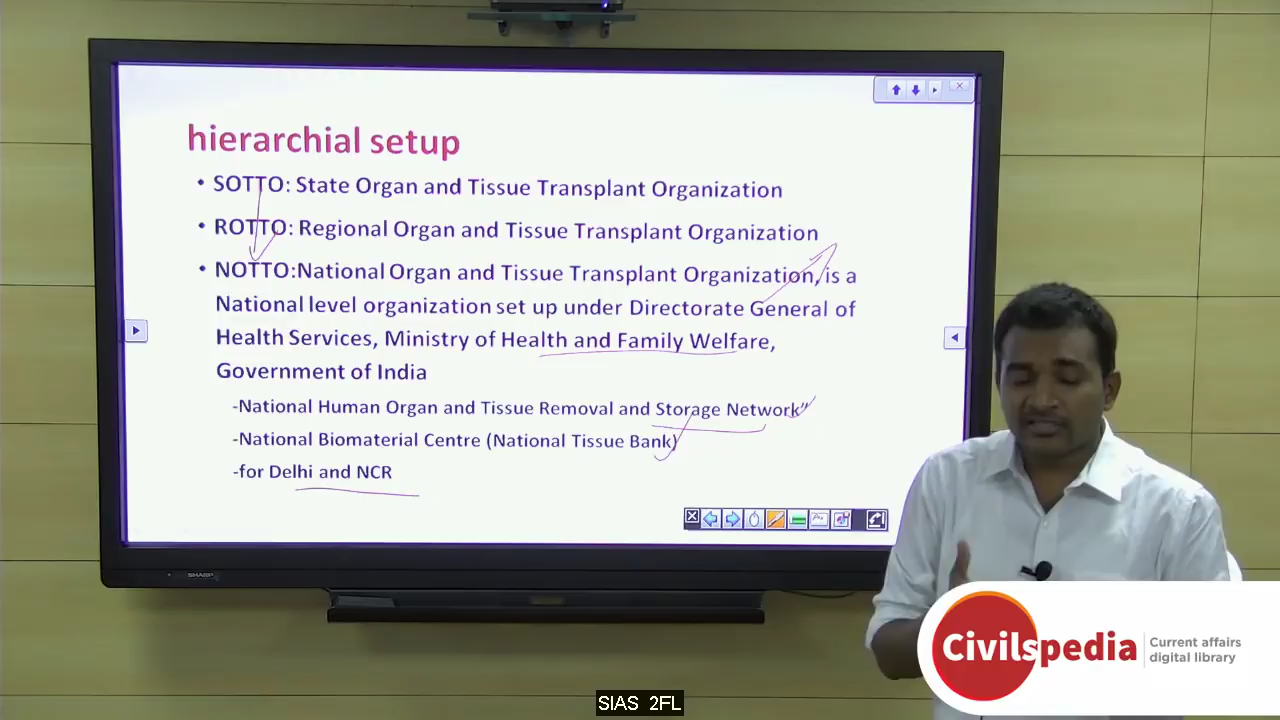 hierarchial setup
• SOTTO: State Organ and Tissue Transplant Organization
• ROTTO: Regional Organ and Tissue Transplant Organization
• NOTTO:National Organ and Tissue Transplant Organization, is a
National level organization set up under Directorate General of
Health Services, Ministry of Health and Family Welfare,
Government of India
-National Human Organ and Tissue Removal and Storage Network"
-National Biomaterial Centre (National Tissue Bank)
-for Delhi and NCR
SHARP
Civilspedia
Current affairs
digital library
SIAS 2FL